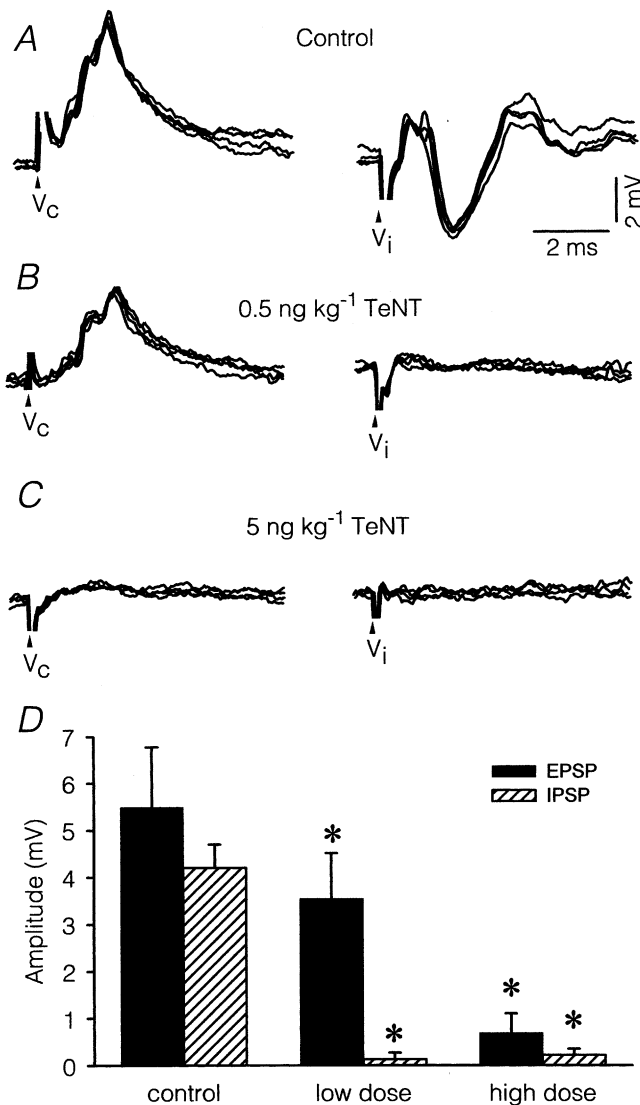 A
Control
Vc
Vi
2 mV
2 ms
B
0.5 ng kg-1 TeNT
Vc
Vi
C
5 ng kg-1 TeNT
Vc
Vi
D
7
6
5
4
3
2
1
0
Amplitude (mV)
EPSP
IPSP
*
*
*
*
control
low dose
high dose